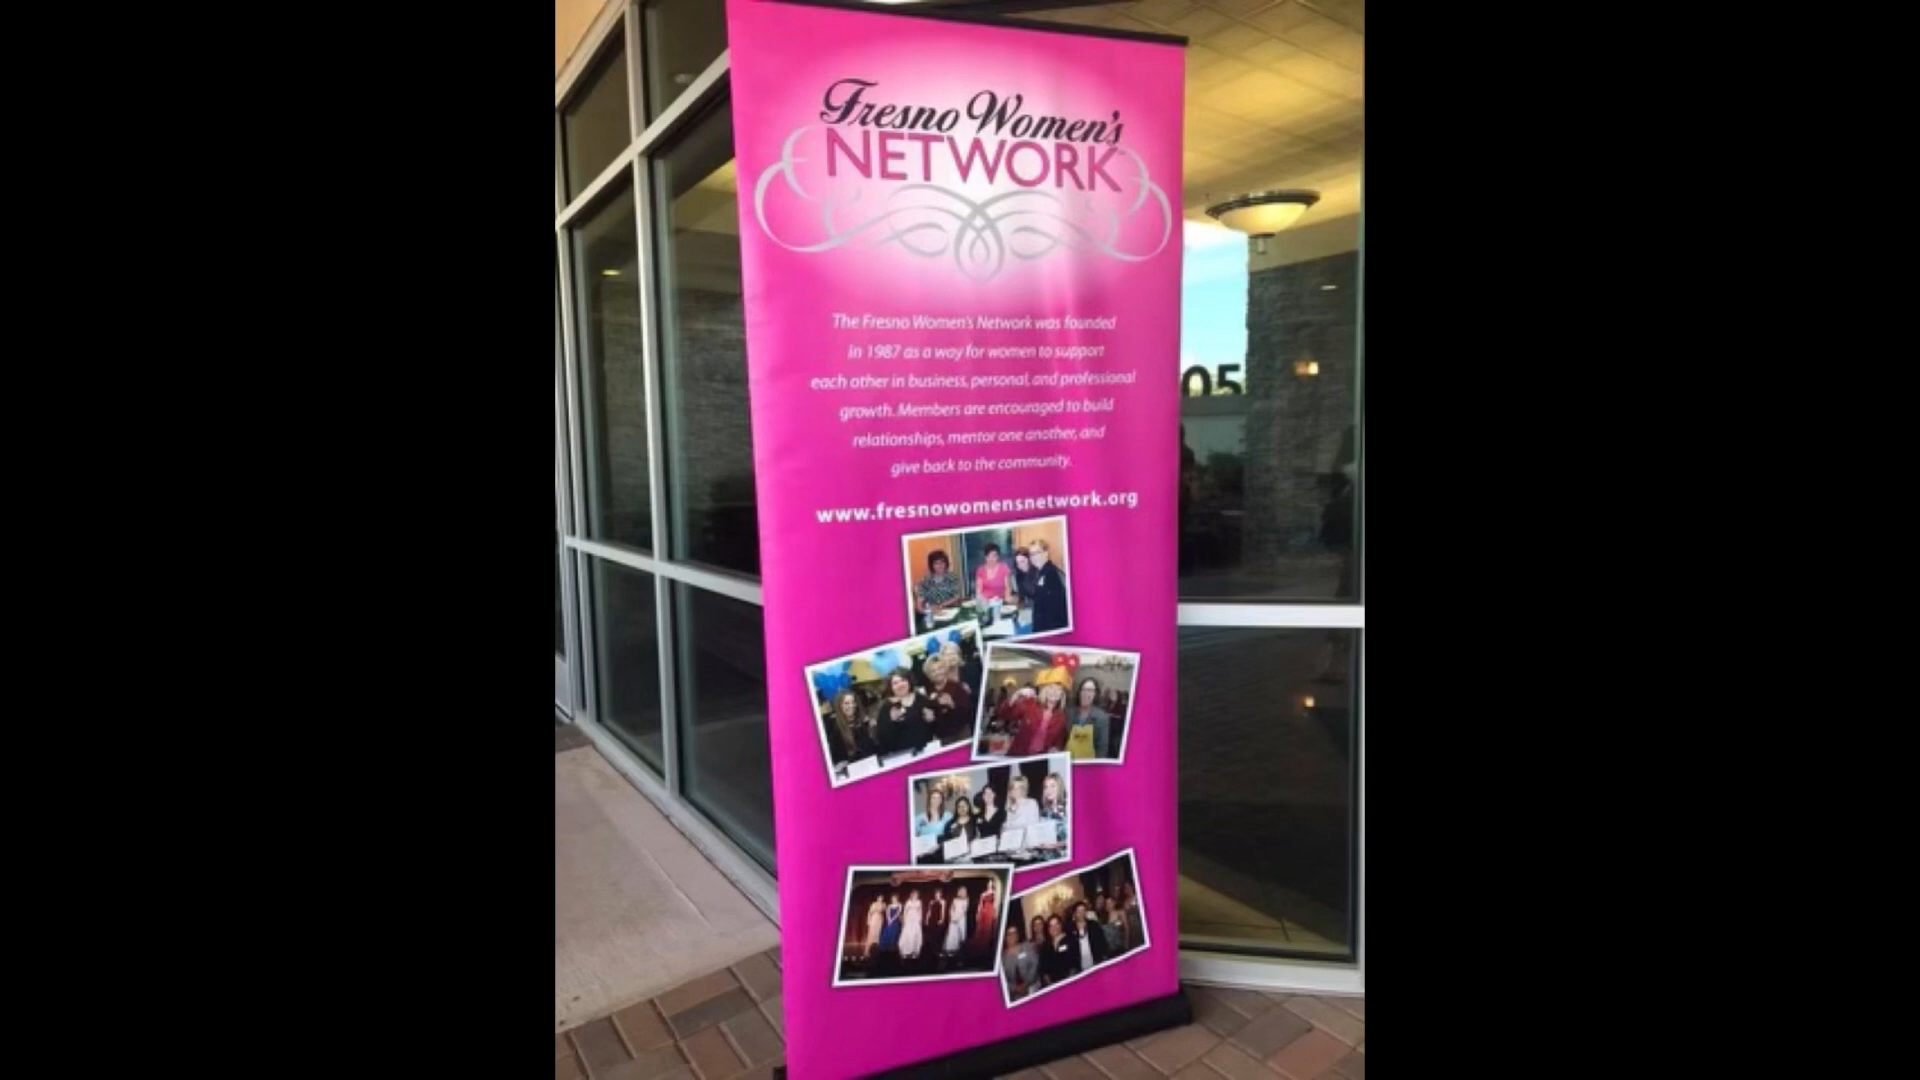 Fresno Women's
NETWORK
The Fresno Women's Network was founded
in 1987 as a way for women to support
each other in business, personal, and professional
growth. Members are encouraged to build
relationships, mentor one another, and
give back to the community.
www.fresnowomensnetwork.org
05